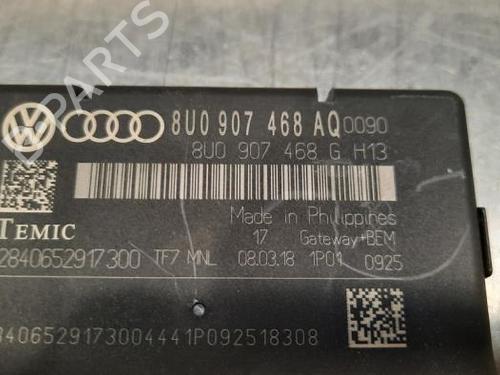 8U0 907 468 AQ 0090
8U0 907 468 G H13
Made in Philippines
17 Gateway+BEM
TEMIC
2840652917300 TF7 MNL 08.03.18 1P01 0925
8406529173004441P092518308